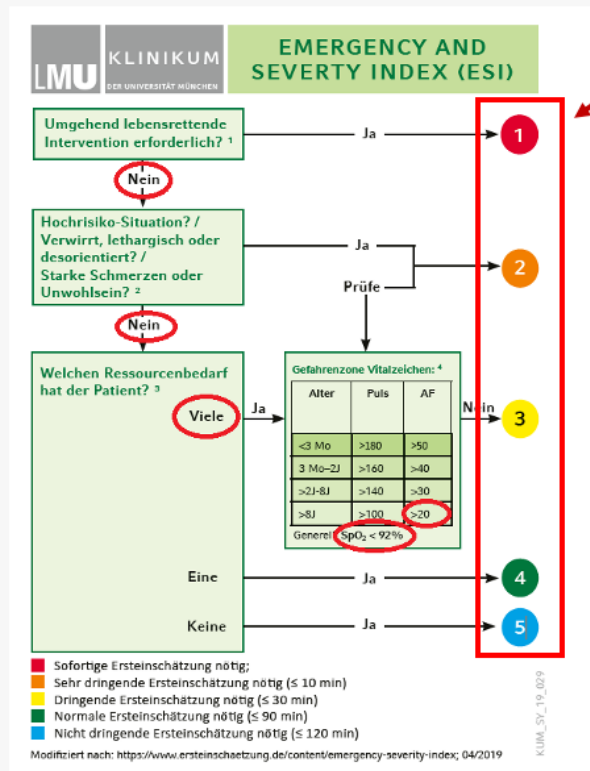 LMU KLINIKUM
DER UNIVERSITÄT MÜNCHEN
EMERGENCY AND
SEVERTY INDEX (ESI)
Umgehend lebensrettende
Intervention erforderlich? ¹
Ja
1
Nein
Hochrisiko-Situation? /
Verwirrt, lethargisch oder
desorientiert? /
Starke Schmerzen oder
Unwohlsein? ²
Ja
2
Prüfe
Nein
Welchen Ressourcenbedarf
hat der Patient? ³
Viele
Ja
Gefahrenzone Vitalzeichen: ⁴
Alter Puls AF
<3 Mo >180 >50
3 Mo-2J >160 >40
>2J-8J >140 >30
>8J >100 >20
Generell SpO₂ < 92%
Nein
3
Eine
Ja
4
Keine
Ja
5
Sofortige Ersteinschätzung nötig;
Sehr dringende Ersteinschätzung nötig (≤ 10 min)
Dringende Ersteinschätzung nötig (≤ 30 min)
Normale Ersteinschätzung nötig (≤ 90 min)
Nicht dringende Ersteinschätzung nötig (≤ 120 min)
Modifiziert nach: https://www.ersteinschaetzung.de/content/emergency-severity-index; 04/2019
KUM_SY_19_029